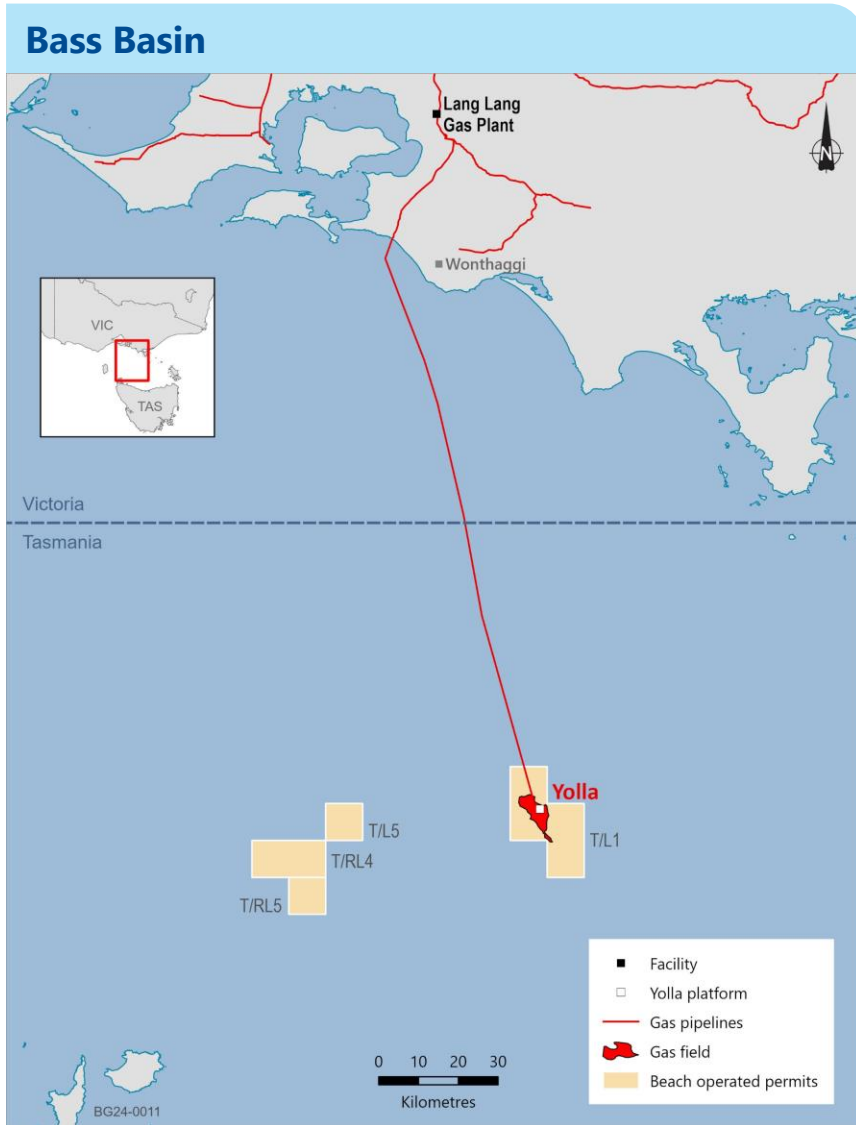 Bass Basin
Lang Lang
Gas Plant
N
Wonthaggi
VIC
TAS
Victoria
Tasmania
Yolla
T/L5
T/L1
T/RL4
T/RL5
Facility
Yolla platform
Gas pipelines
Gas field
Beach operated permits
0 10 20 30
Kilometres
BG24-0011